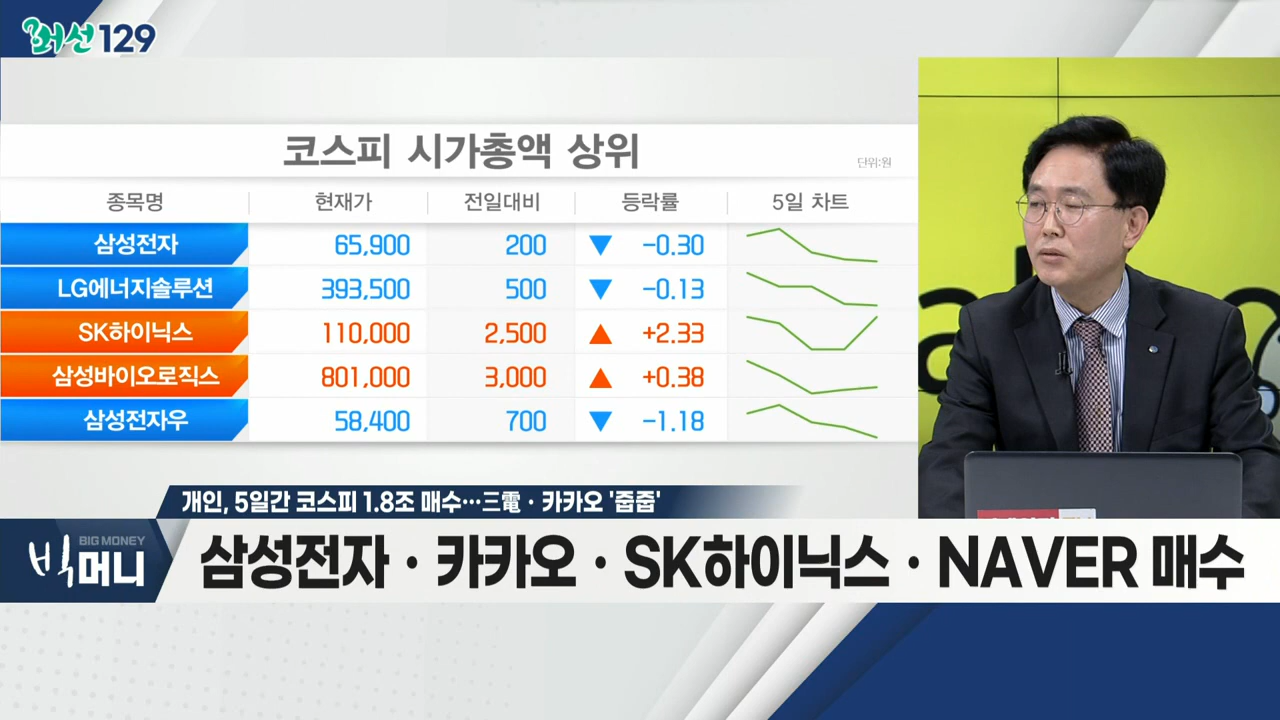 머선129
코스피 시가총액 상위
단위:원
종목명 현재가 전일대비 등락률 5일 차트
삼성전자 65,900 200 ▼ -0.30
LG에너지솔루션 393,500 500 ▼ -0.13
SK하이닉스 110,000 2,500 ▲ +2.33
삼성바이오로직스 801,000 3,000 ▲ +0.38
삼성전자우 58,400 700 ▼ -1.18
개인, 5일간 코스피 1.8조 매수…三電·카카오 '줍줍'
BIG MONEY
빅머니
삼성전자·카카오·SK하이닉스·NAVER 매수